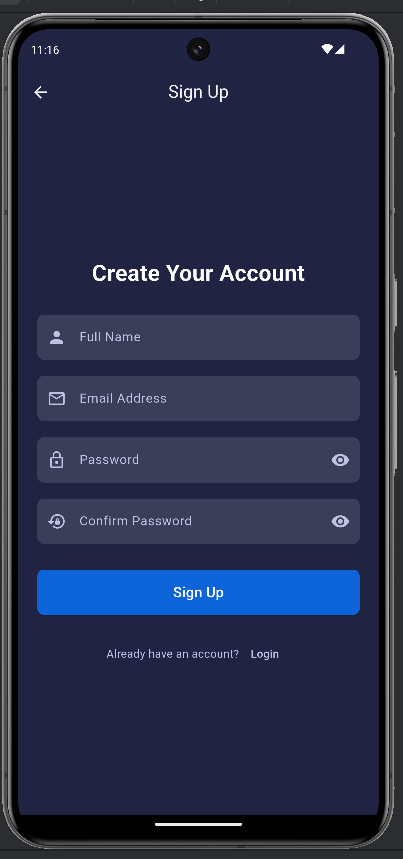 11:16
Sign Up
Create Your Account
Full Name
Email Address
Password
Confirm Password
Sign Up
Already have an account? Login